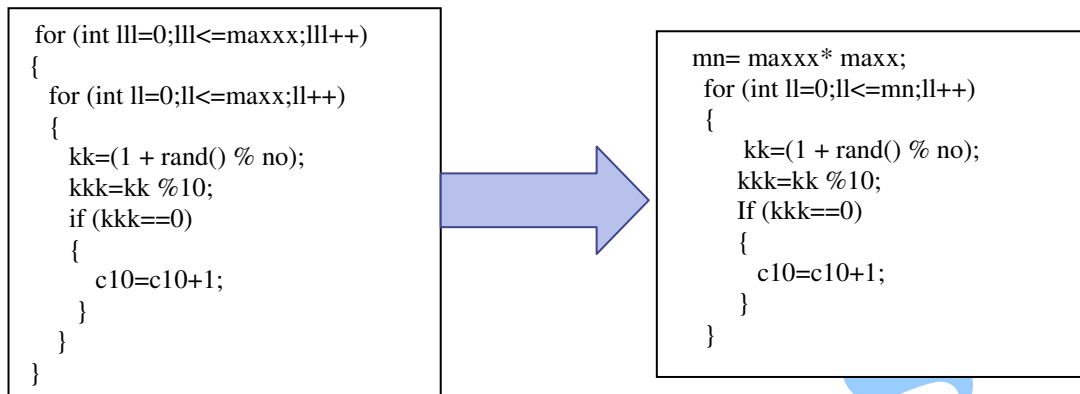 for (int lll=0;lll<=maxxx;lll++)
{
for (int ll=0;ll<=maxx;ll++)
{
kk=(1 + rand() % no);
kkk=kk %10;
if (kkk==0)
{
c10=c10+1;
}
}
}
mn= maxxx* maxx;
for (int ll=0;ll<=mn;ll++)
{
kk=(1 + rand() % no);
kkk=kk %10;
If (kkk==0)
{
c10=c10+1;
}
}